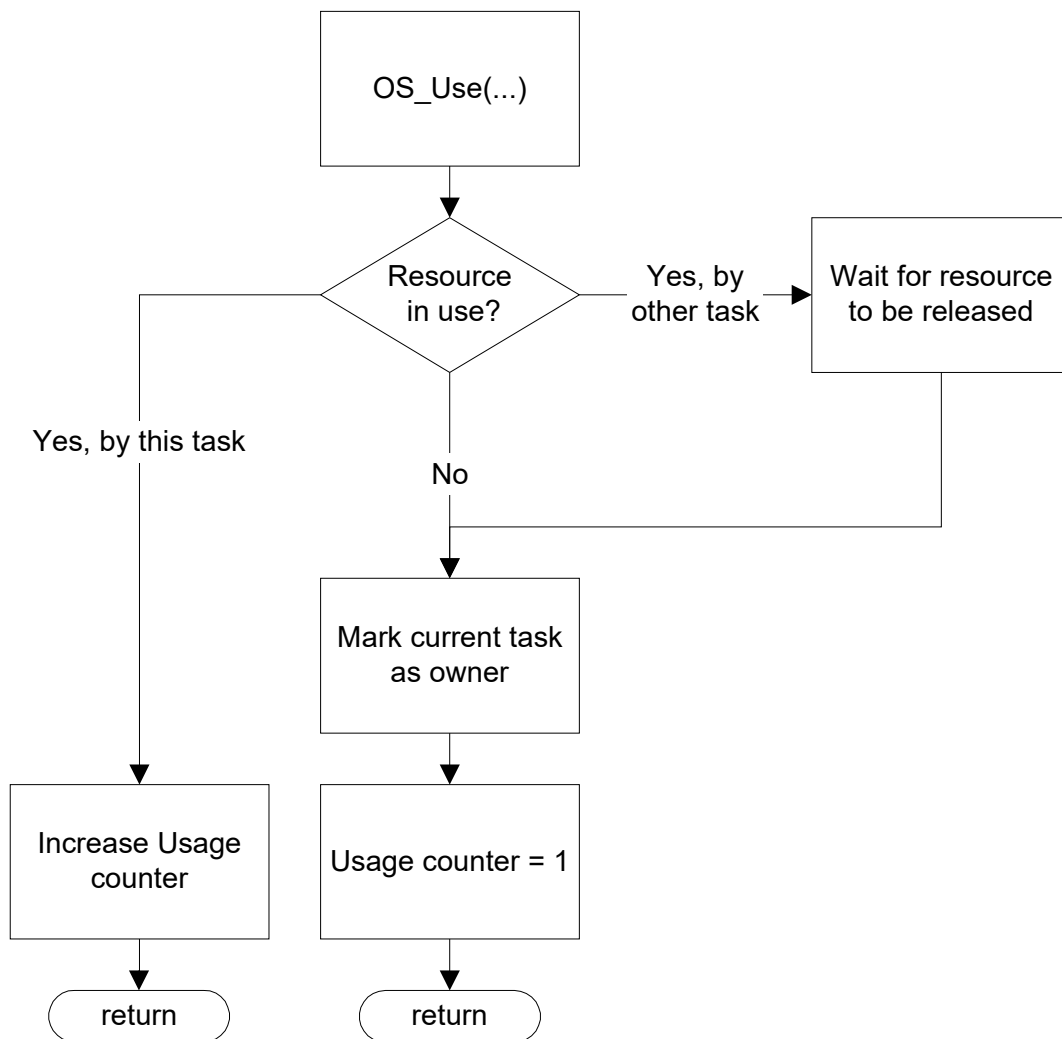 OS_Use(...)
Resource
in use?
Yes, by
other task
Wait for resource
to be released
Yes, by this task
No
Mark current task
as owner
Increase Usage
counter
Usage counter = 1
return
return